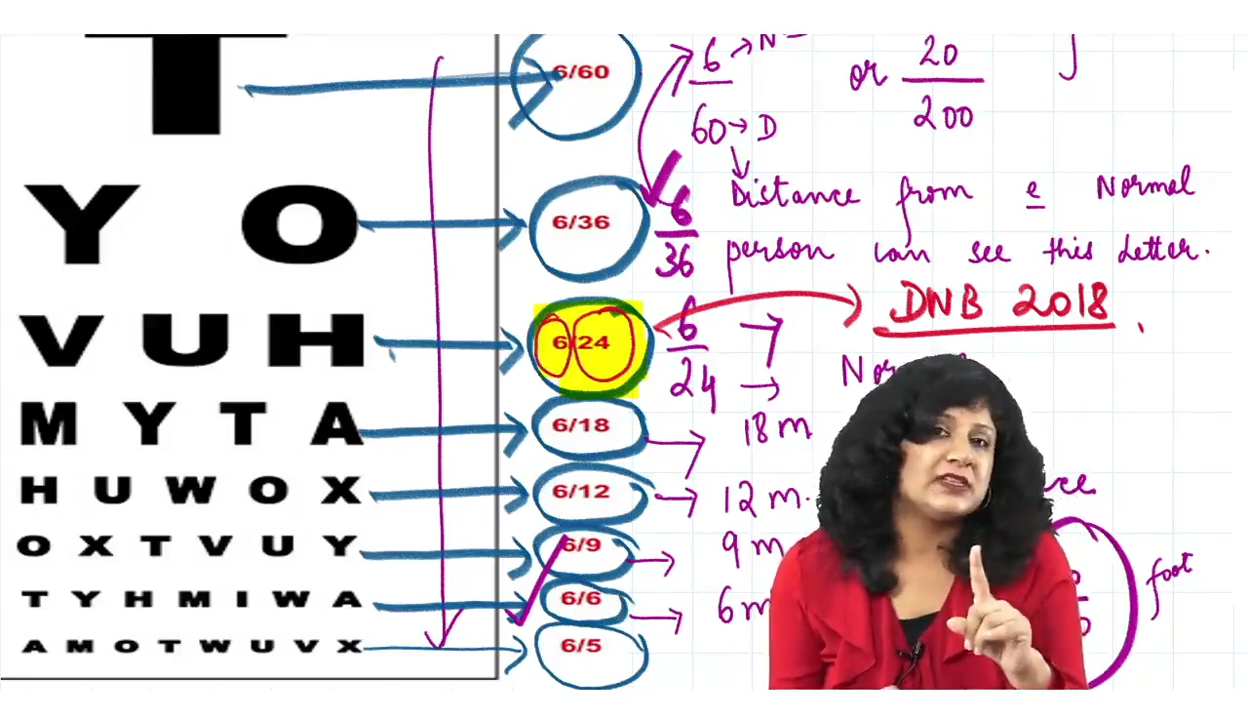 T
6/60
6 → N
60 → D
or 20
200
Y O
6/36
6
36
Distance from e Normal
person can see this Letter.
V U H
6/24
6
24
DNB 2018
M Y T A
6/18
18 m
H U W O X
6/12
12 m.
O X T V U Y
6/9
9 m
T Y H M I W A
6/6
6 m
foot
A M O T W U V X
6/5